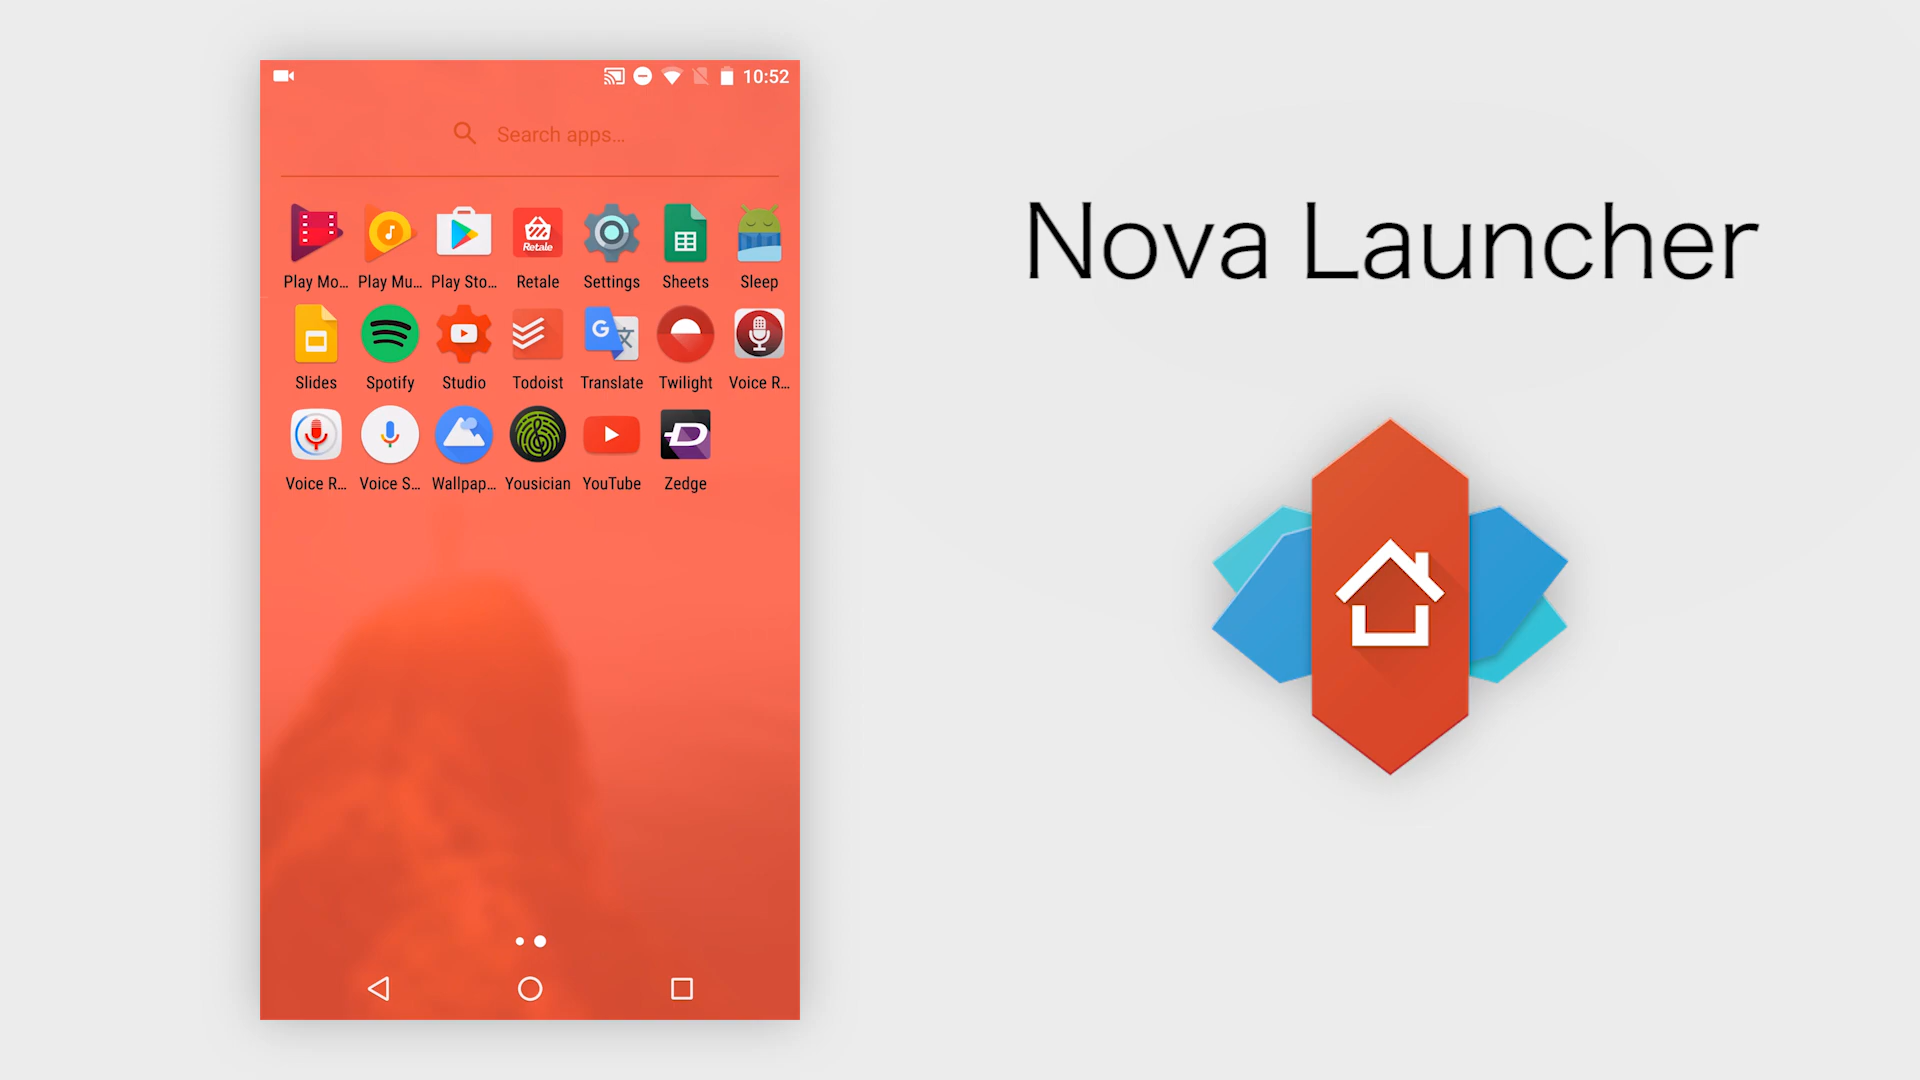 10:52
Search apps...
Retale
Play Mo... Play Mu... Play Sto... Retale Settings Sheets Sleep
G
Slides Spotify Studio Todoist Translate Twilight Voice R...
Voice R... Voice S... Wallpap... Yousician YouTube Zedge
Nova Launcher